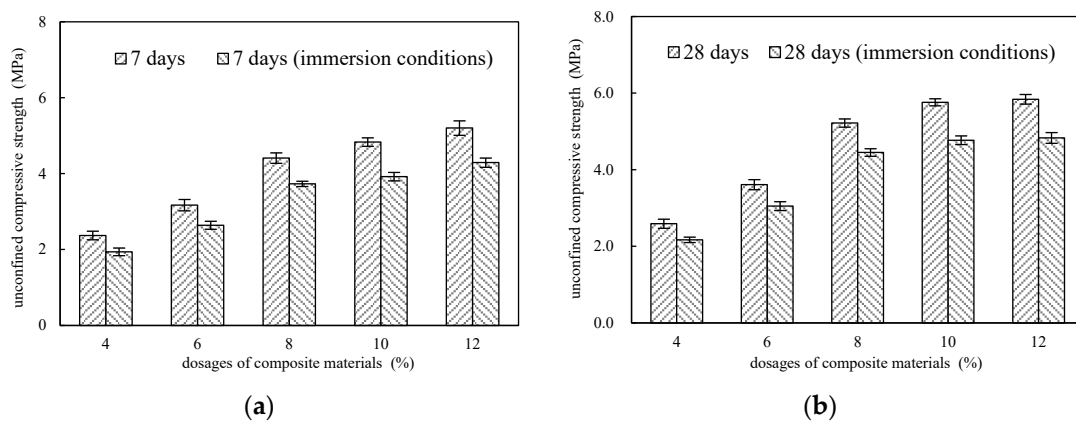 8
6
4
2
0
unconfined compressive strength (MPa)
7 days 7 days (immersion conditions)
4 6 8 10 12
dosages of composite materials (%)
(a)
8.0
6.0
4.0
2.0
0.0
unconfined compressive strength (MPa)
28 days 28 days (immersion conditions)
4 6 8 10 12
dosages of composite materials (%)
(b)